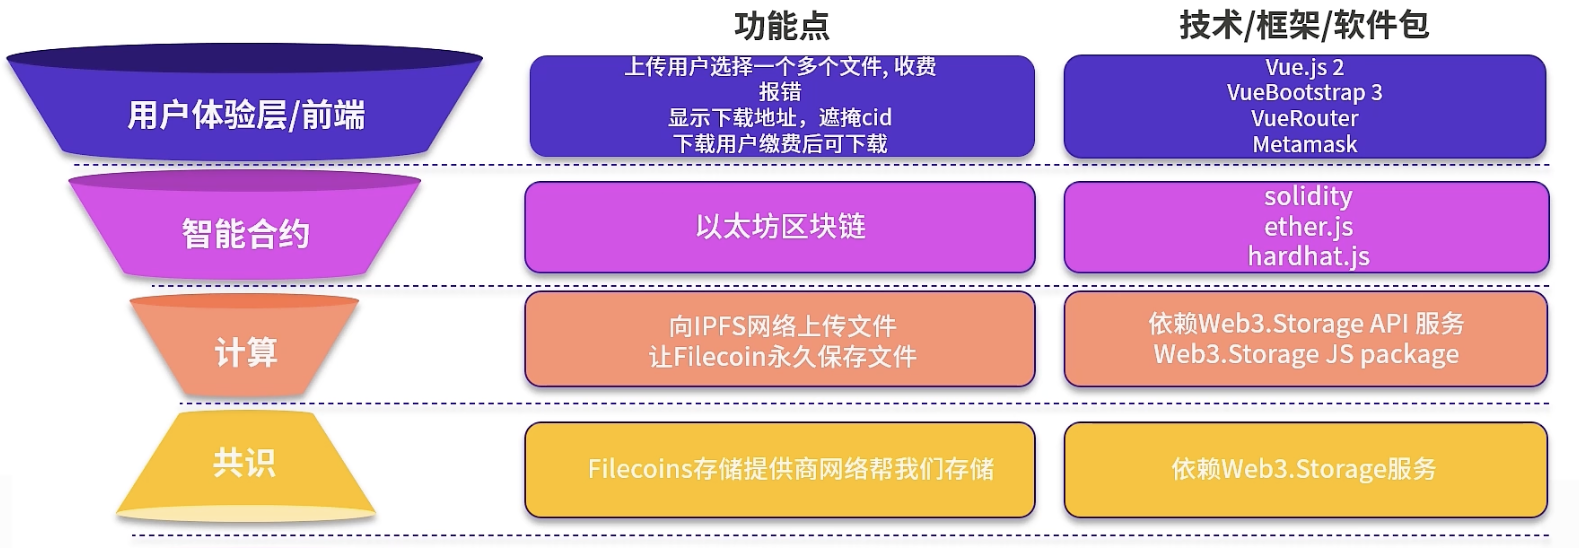 功能点
技术/框架/软件包
用户体验层/前端
上传用户选择一个多个文件, 收费
报错
显示下载地址，遮掩cid
下载用户缴费后可下载
Vue.js 2
VueBootstrap 3
VueRouter
Metamask
智能合约
以太坊区块链
solidity
ether.js
hardhat.js
计算
向IPFS网络上传文件
让Filecoin永久保存文件
依赖Web3.Storage API 服务
Web3.Storage JS package
共识
Filecoins存储提供商网络帮我们存储
依赖Web3.Storage服务